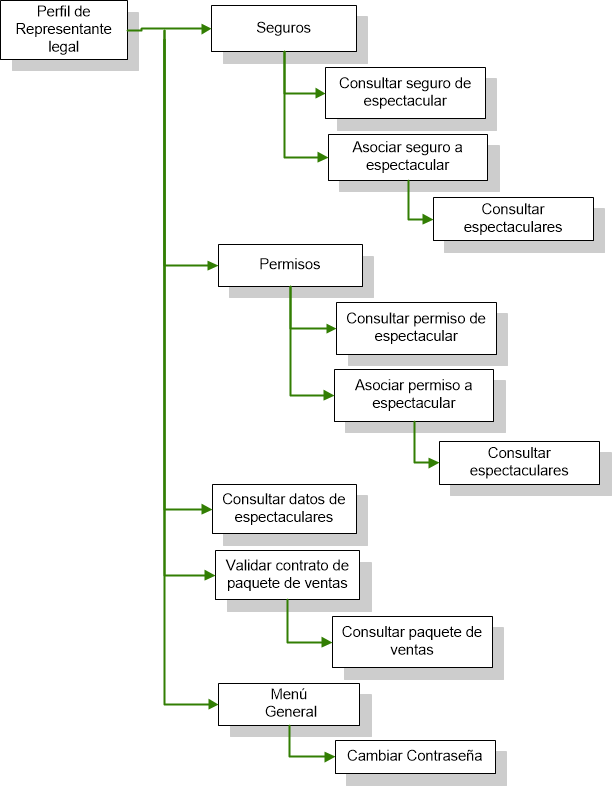 Perfil de
Representante
legal
Seguros
Consultar seguro de
espectacular
Asociar seguro a
espectacular
Consultar
espectaculares
Permisos
Consultar permiso de
espectacular
Asociar permiso a
espectacular
Consultar
espectaculares
Consultar datos de
espectaculares
Validar contrato de
paquete de ventas
Consultar paquete de
ventas
Menú
General
Cambiar Contraseña